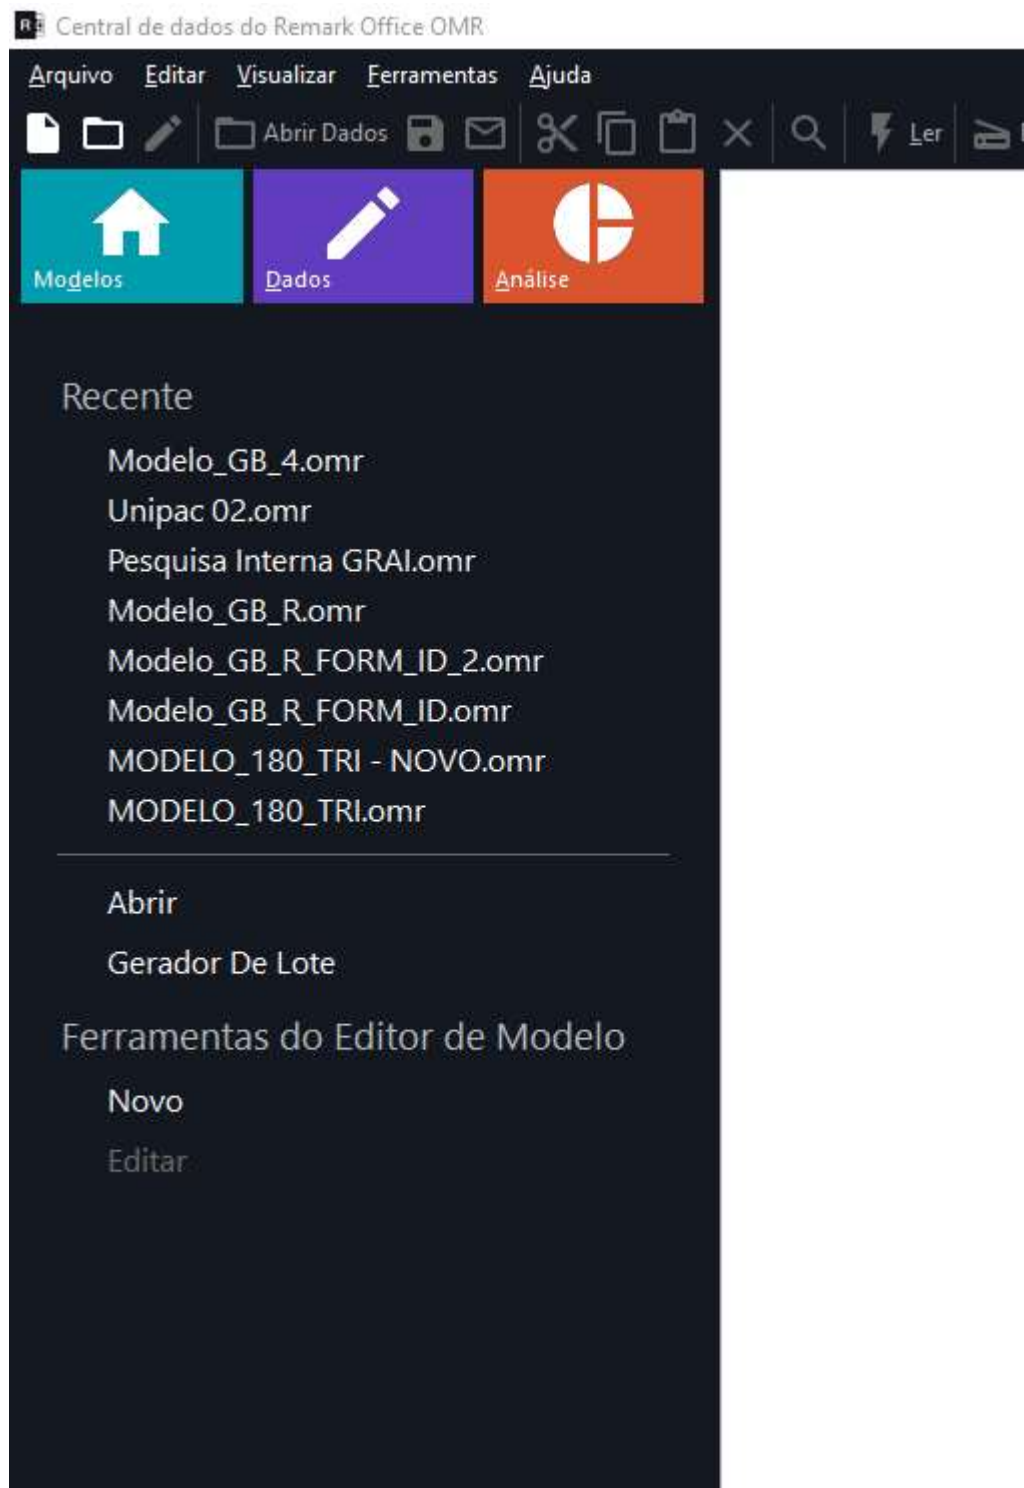 Central de dados do Remark Office OMR
Arquivo Editar Visualizar Ferramentas Ajuda
Abrir Dados Ler
Modelos Dados Análise
Recente
Modelo_GB_4.omr
Unipac 02.omr
Pesquisa Interna GRAI.omr
Modelo_GB_R.omr
Modelo_GB_R_FORM_ID_2.omr
Modelo_GB_R_FORM_ID.omr
MODELO_180_TRI - NOVO.omr
MODELO_180_TRI.omr
Abrir
Gerador De Lote
Ferramentas do Editor de Modelo
Novo
Editar